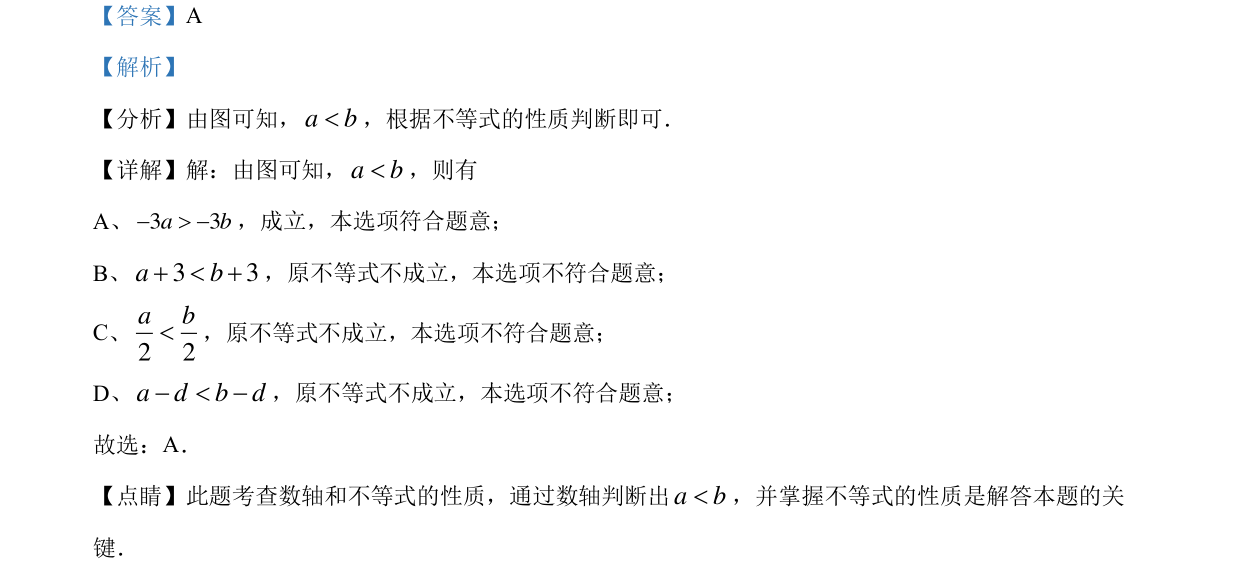 【答案】A
【解析】
【分析】由图可知，a < b，根据不等式的性质判断即可．
【详解】解：由图可知，a < b，则有
A、−3a > −3b，成立，本选项符合题意；
B、a + 3 < b + 3，原不等式不成立，本选项不符合题意；
C、a/2 < b/2，原不等式不成立，本选项不符合题意；
D、a − d < b − d，原不等式不成立，本选项不符合题意；
故选：A．
【点睛】此题考查数轴和不等式的性质，通过数轴判断出 a < b，并掌握不等式的性质是解答本题的关
键．